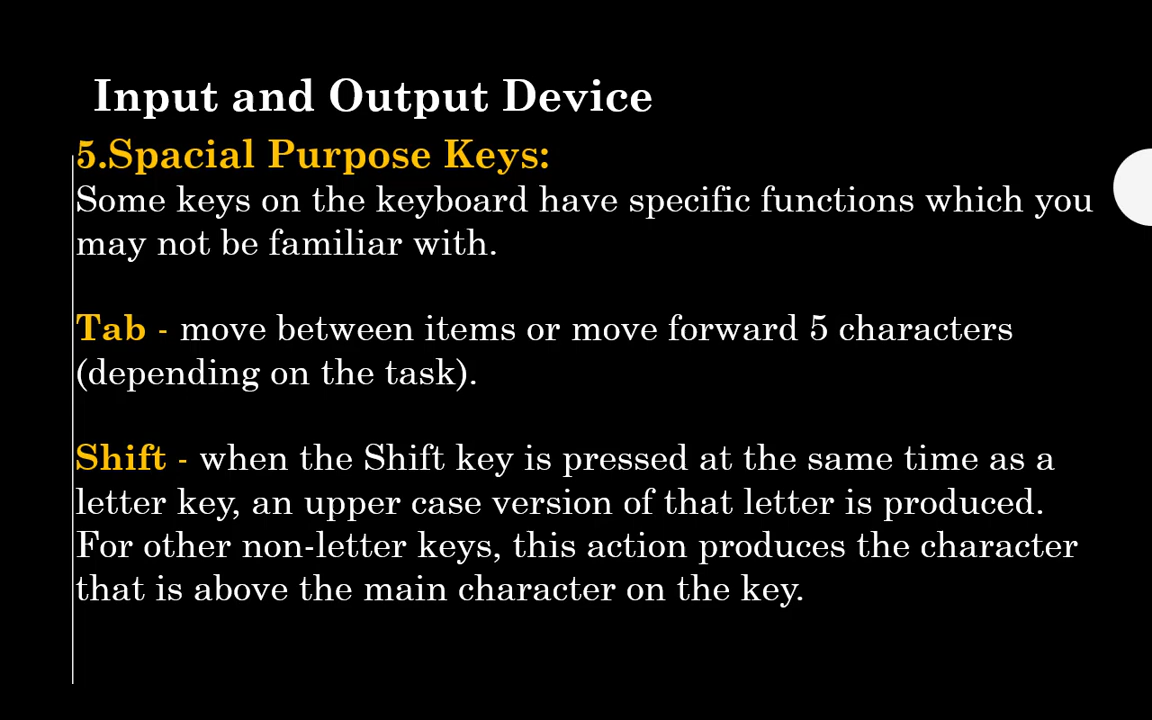 Input and Output Device
5.Spacial Purpose Keys:
Some keys on the keyboard have specific functions which you
may not be familiar with.
Tab - move between items or move forward 5 characters
(depending on the task).
Shift - when the Shift key is pressed at the same time as a
letter key, an upper case version of that letter is produced.
For other non-letter keys, this action produces the character
that is above the main character on the key.